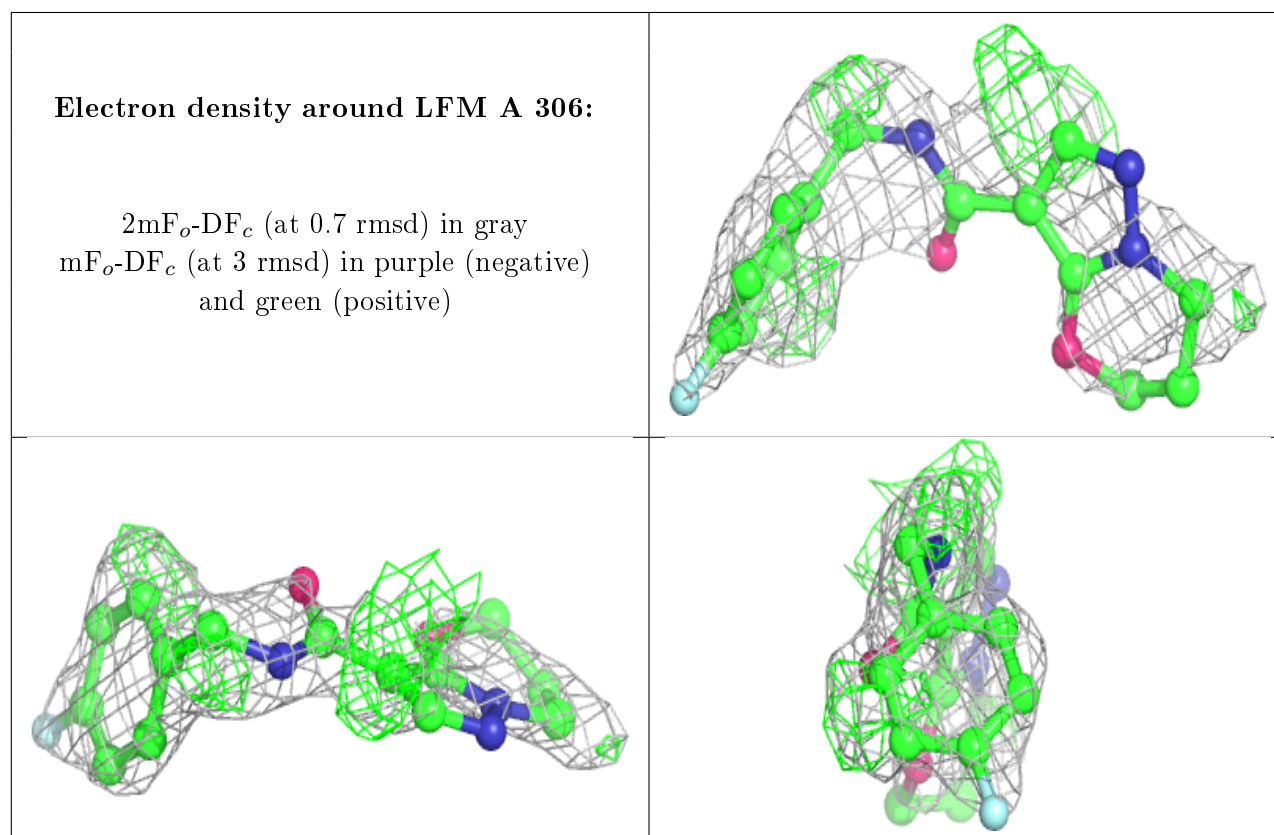 Electron density around LFM A 306:
2mFₒ-DF𝒸 (at 0.7 rmsd) in gray
mFₒ-DF𝒸 (at 3 rmsd) in purple (negative)
and green (positive)